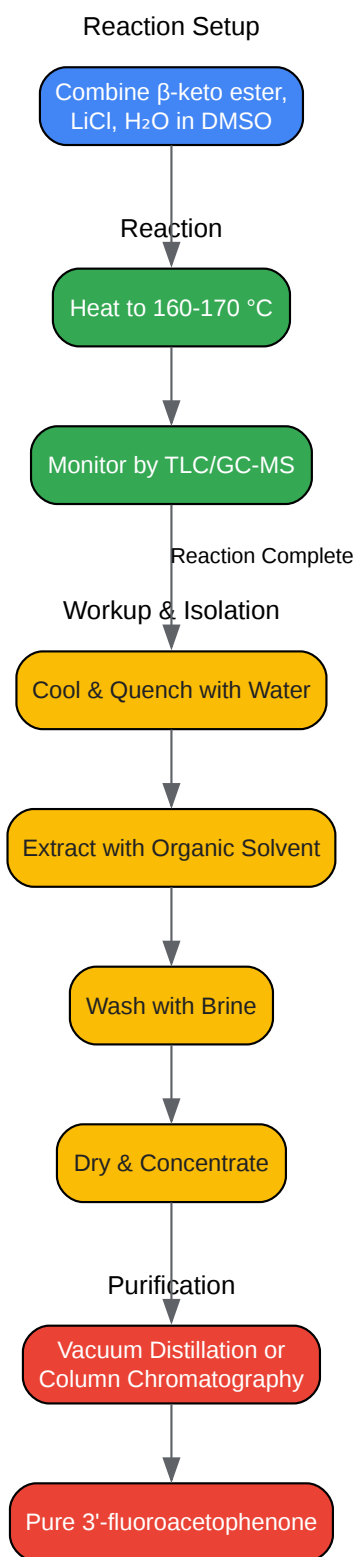 Reaction Setup
Combine β-keto ester,
LiCl, H₂O in DMSO
Reaction
Heat to 160-170 °C
Monitor by TLC/GC-MS
Reaction Complete
Workup & Isolation
Cool & Quench with Water
Extract with Organic Solvent
Wash with Brine
Dry & Concentrate
Purification
Vacuum Distillation or
Column Chromatography
Pure 3'-fluoroacetophenone